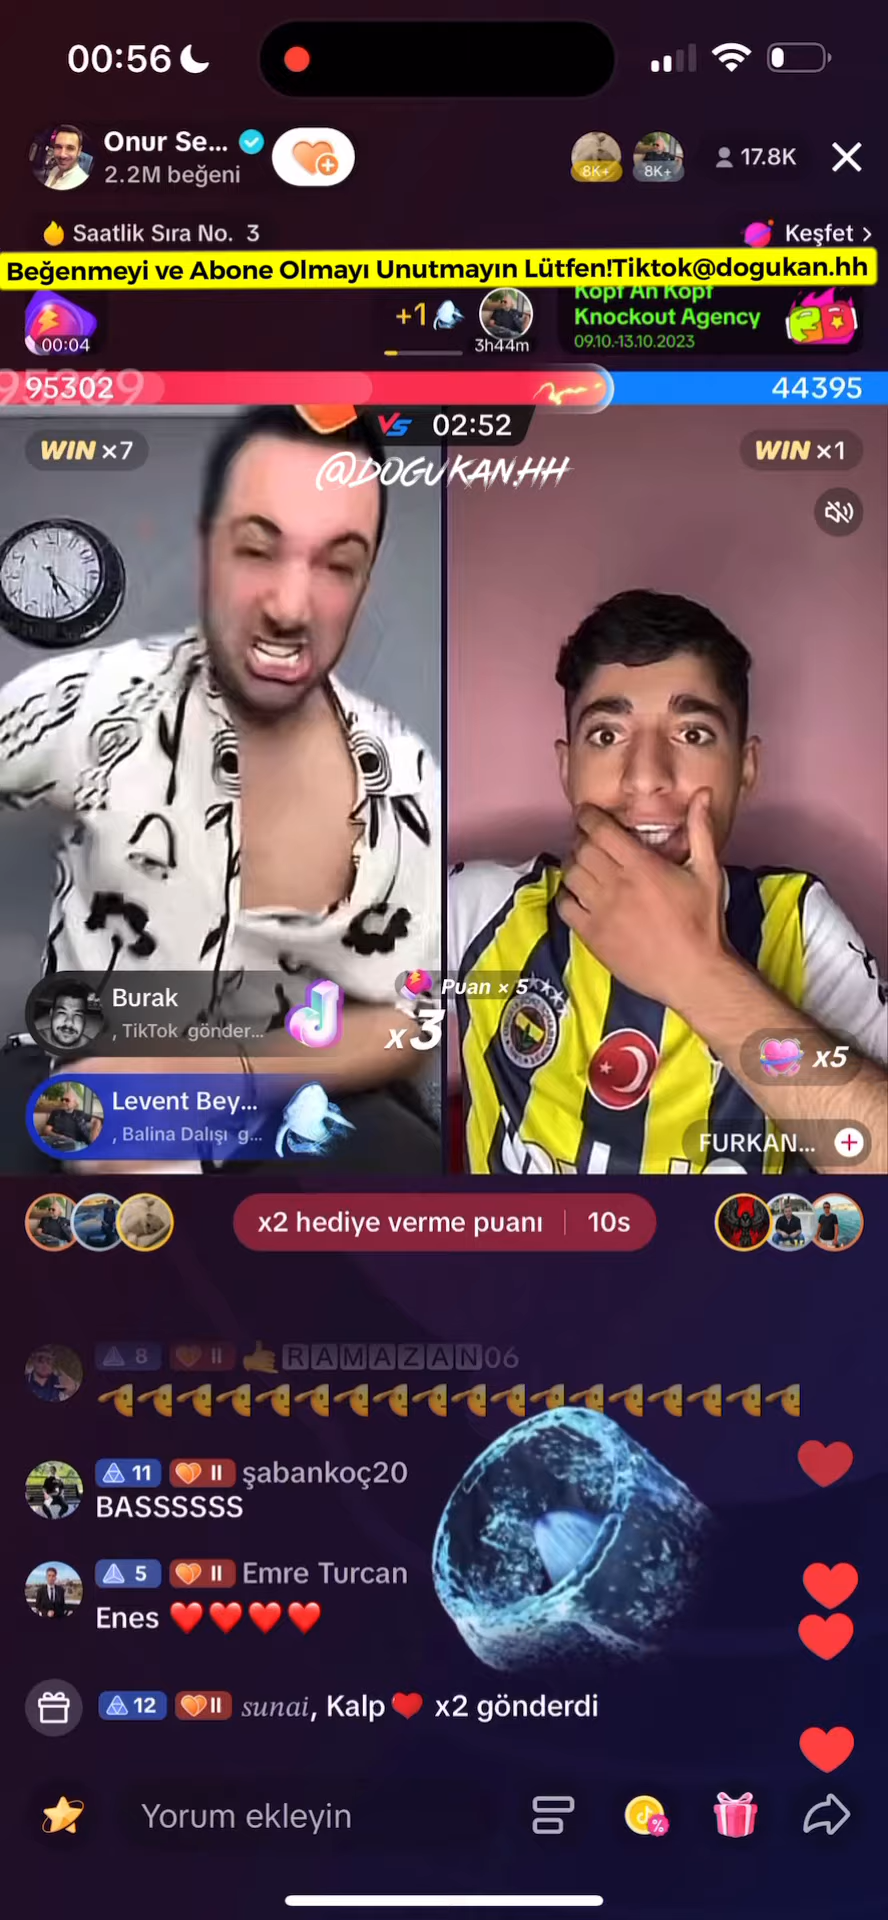 00:56
Onur Se...
2.2M beğeni
8K+
8K+
17.8K
Saatlik Sıra No. 3
Keşfet >
Beğenmeyi ve Abone Olmayı Unutmayın Lütfen!Tiktok@dogukan.hh
00:04
+1
3h44m
Kopf An Kopf
Knockout Agency
09.10.-13.10.2023
95302
44395
VS 02:52
WIN x7
WIN x1
@DOGUKAN.HH
Burak
, TikTok gönder...
Puan × 5
x3
x5
Levent Bey...
, Balina Dalışı g...
FURKAN...
x2 hediye verme puanı
10s
8 II RAMAZAN06
11 II şabankoç20
BASSSSSS
5 II Emre Turcan
Enes ❤️❤️❤️❤️
12 II sunai, Kalp❤️ x2 gönderdi
Yorum ekleyin